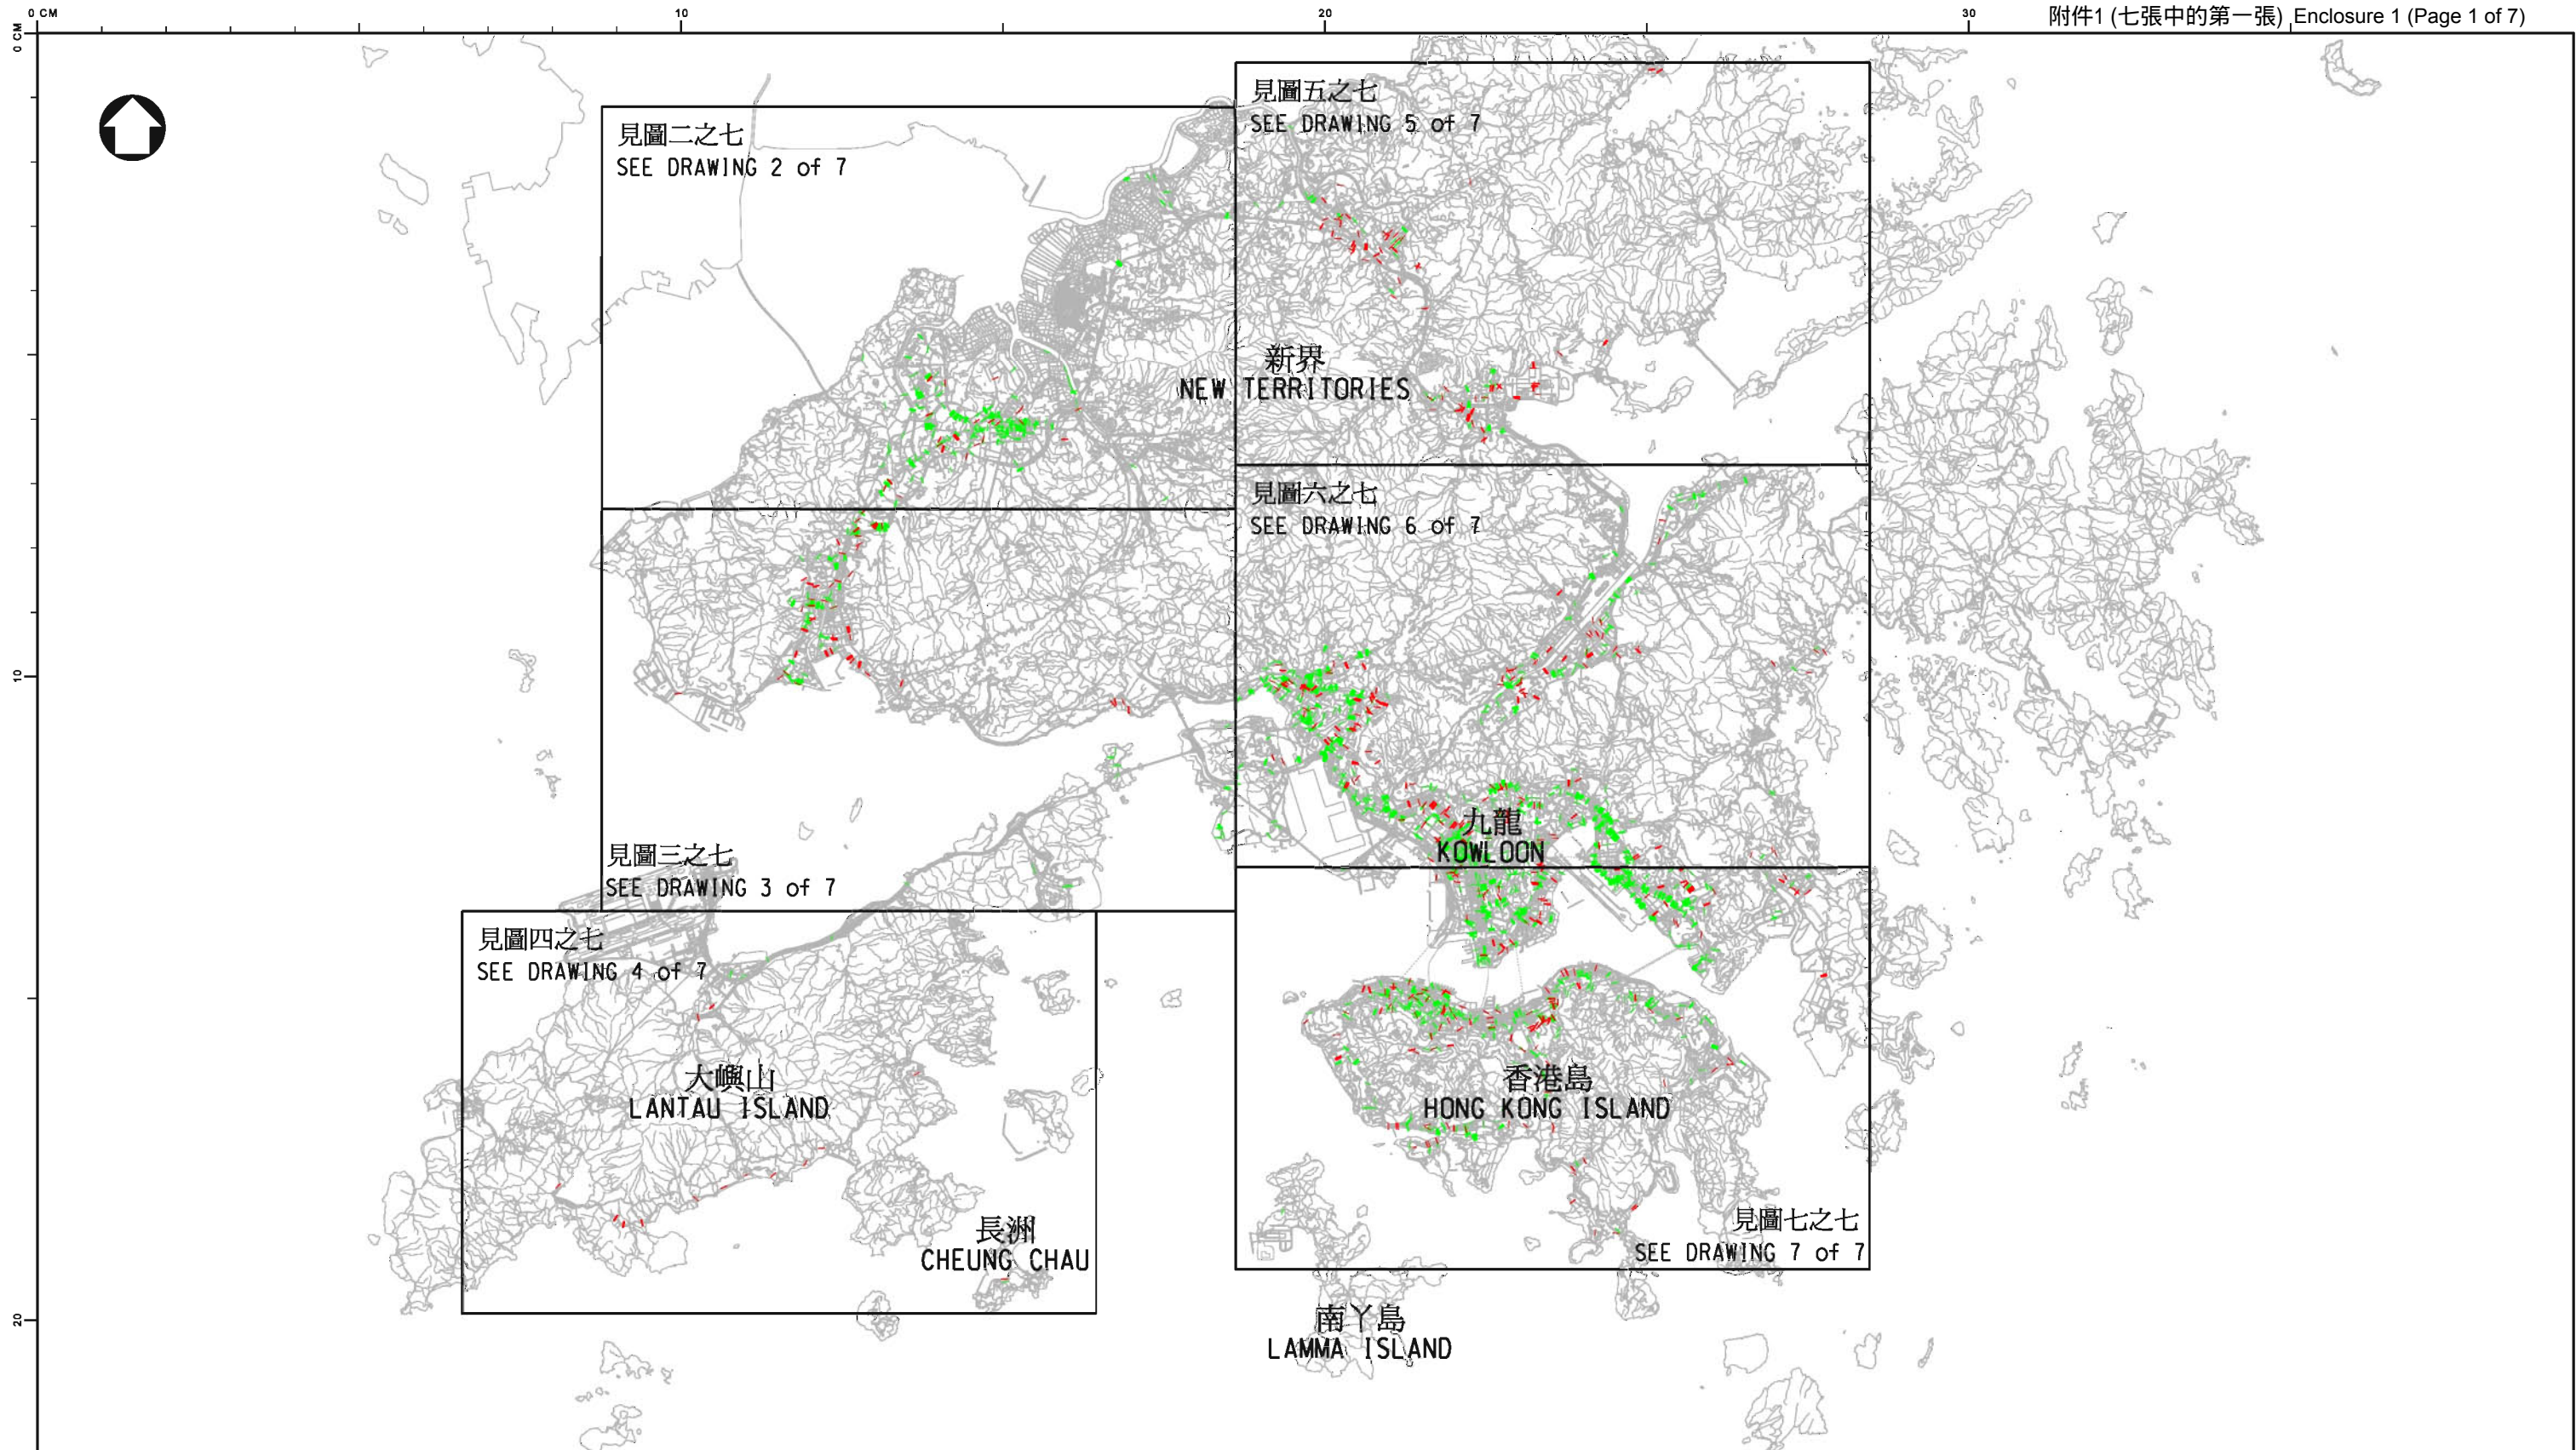 0 CM
10
20
30
附件1 (七張中的第一張) Enclosure 1 (Page 1 of 7)
0 CM
10
20
見圖五之七
SEE DRAWING 5 of 7
見圖二之七
SEE DRAWING 2 of 7
新界
NEW TERRITORIES
見圖六之七
SEE DRAWING 6 of 7
九龍
KOWLOON
見圖三之七
SEE DRAWING 3 of 7
見圖四之七
SEE DRAWING 4 of 7
大嶼山
LANTAU ISLAND
香港島
HONG KONG ISLAND
長洲
CHEUNG CHAU
見圖七之七
SEE DRAWING 7 of 7
南丫島
LAMMA ISLAND